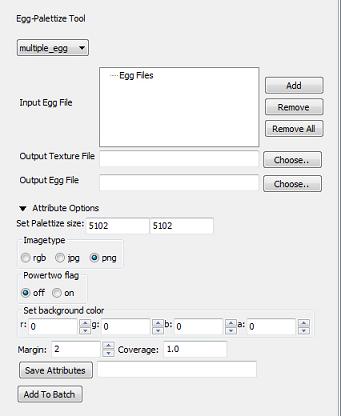 Egg-Palettize Tool
multiple_egg
Egg Files
Input Egg File
Add
Remove
Remove All
Output Texture File
Choose..
Output Egg File
Choose..
Attribute Options
Set Palettize size: 5102 5102
Imagetype
rgb jpg png
Powertwo flag
off on
Set background color
r: 0 g: 0 b: 0 a: 0
Margin: 2 Coverage: 1.0
Save Attributes
Add To Batch